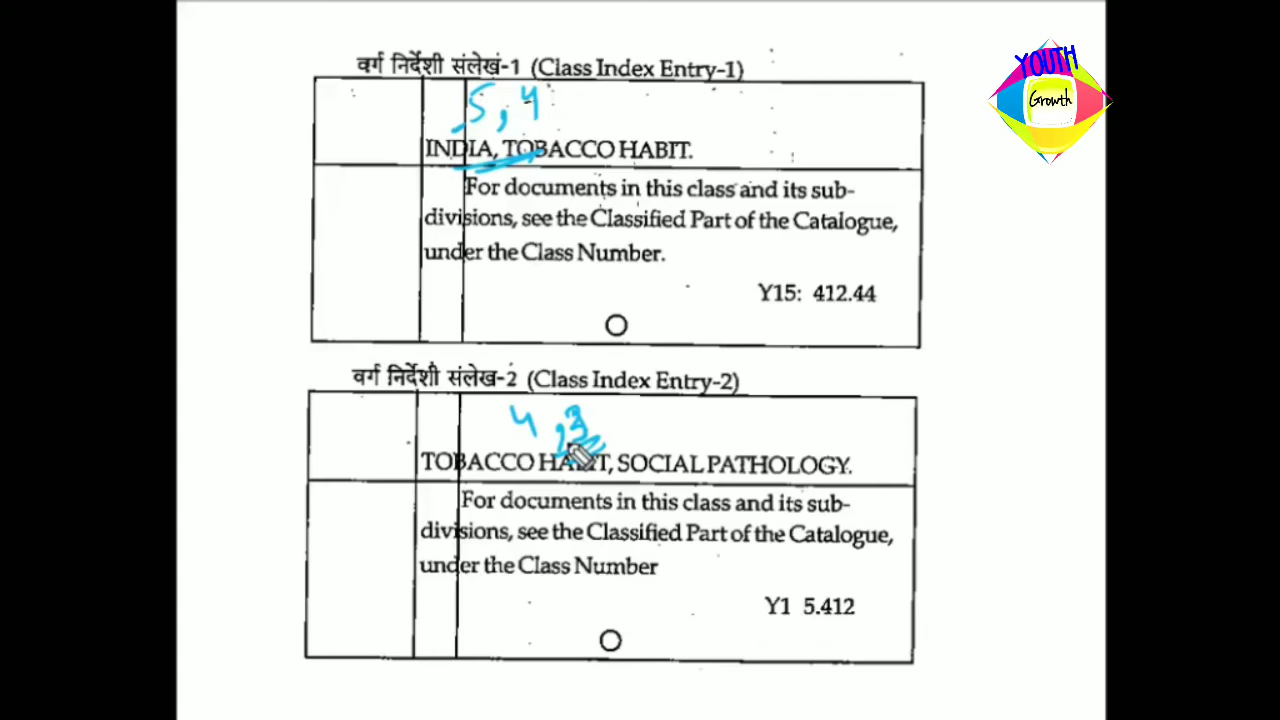 वर्ग निर्देशी संलेख-1 (Class Index Entry-1)
YOUTH
Growth
5, 4
INDIA, TOBACCO HABIT.
For documents in this class and its sub-
divisions, see the Classified Part of the Catalogue,
under the Class Number.
Y15: 412.44
वर्ग निर्देशी संलेख-2 (Class Index Entry-2)
4 , 3
TOBACCO HABIT, SOCIAL PATHOLOGY.
For documents in this class and its sub-
divisions, see the Classified Part of the Catalogue,
under the Class Number
Y1 5.412